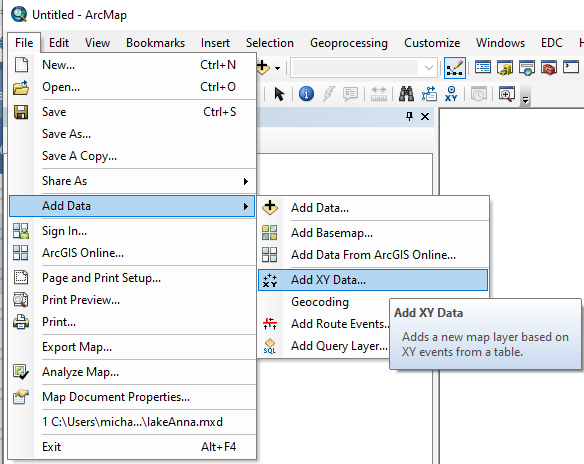 Untitled - ArcMap
File Edit View Bookmarks Insert Selection Geoprocessing Customize Windows EDC
New... Ctrl+N
Open... Ctrl+O
Save Ctrl+S
Save As...
Save A Copy...
Share As
Add Data
Sign In...
ArcGIS Online...
Page and Print Setup...
Print Preview...
Print...
Export Map...
Analyze Map...
Map Document Properties...
1 C:\Users\micha...\lakeAnna.mxd
Exit Alt+F4
XY
Add Data...
Add Basemap...
Add Data From ArcGIS Online...
XY Add XY Data...
Geocoding
Add Route Events...
SQL Add Query Layer...
Add XY Data
Adds a new map layer based on
XY events from a table.